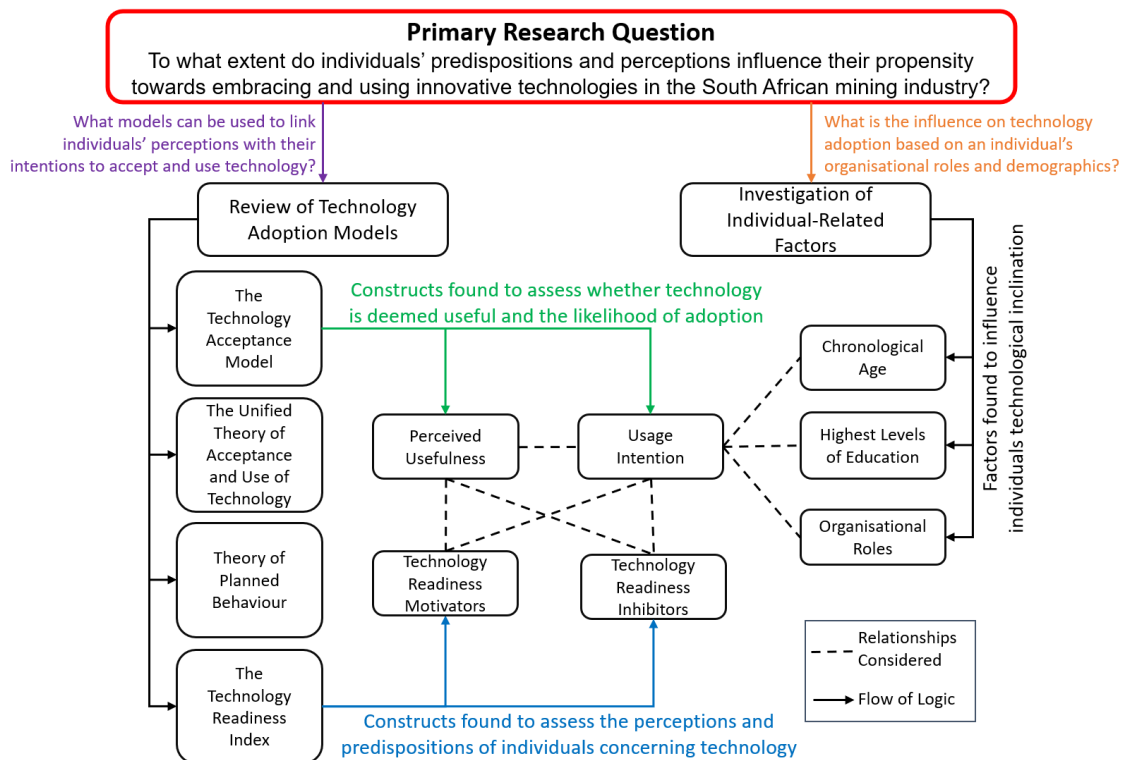 Primary Research Question
To what extent do individuals' predispositions and perceptions influence their propensity
towards embracing and using innovative technologies in the South African mining industry?
What models can be used to link
individuals' perceptions with their
intentions to accept and use technology?
What is the influence on technology
adoption based on an individual's
organisational roles and demographics?
Review of Technology
Adoption Models
Investigation of
Individual-Related
Factors
The
Technology
Acceptance
Model
Constructs found to assess whether technology
is deemed useful and the likelihood of adoption
Factors found to influence
individuals technological inclination
Chronological
Age
The Unified
Theory of
Acceptance
and Use of
Technology
Perceived
Usefulness
Usage
Intention
Highest Levels
of Education
Organisational
Roles
Theory of
Planned
Behaviour
Technology
Readiness
Motivators
Technology
Readiness
Inhibitors
Relationships
Considered
Flow of Logic
The
Technology
Readiness
Index
Constructs found to assess the perceptions and
predispositions of individuals concerning technology